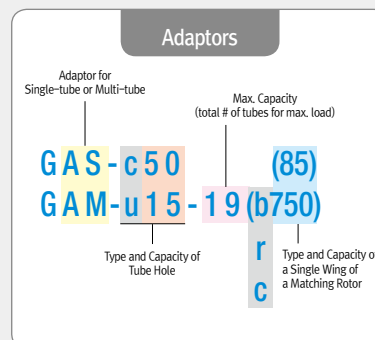 Adaptors
Adaptor for
Single-tube or Multi-tube
Max. Capacity
(total # of tubes for max. load)
GAS-c50 (85)
GAM-u15-19(b750)
r
c
Type and Capacity of
Tube Hole
Type and Capacity of
a Single Wing of
a Matching Rotor